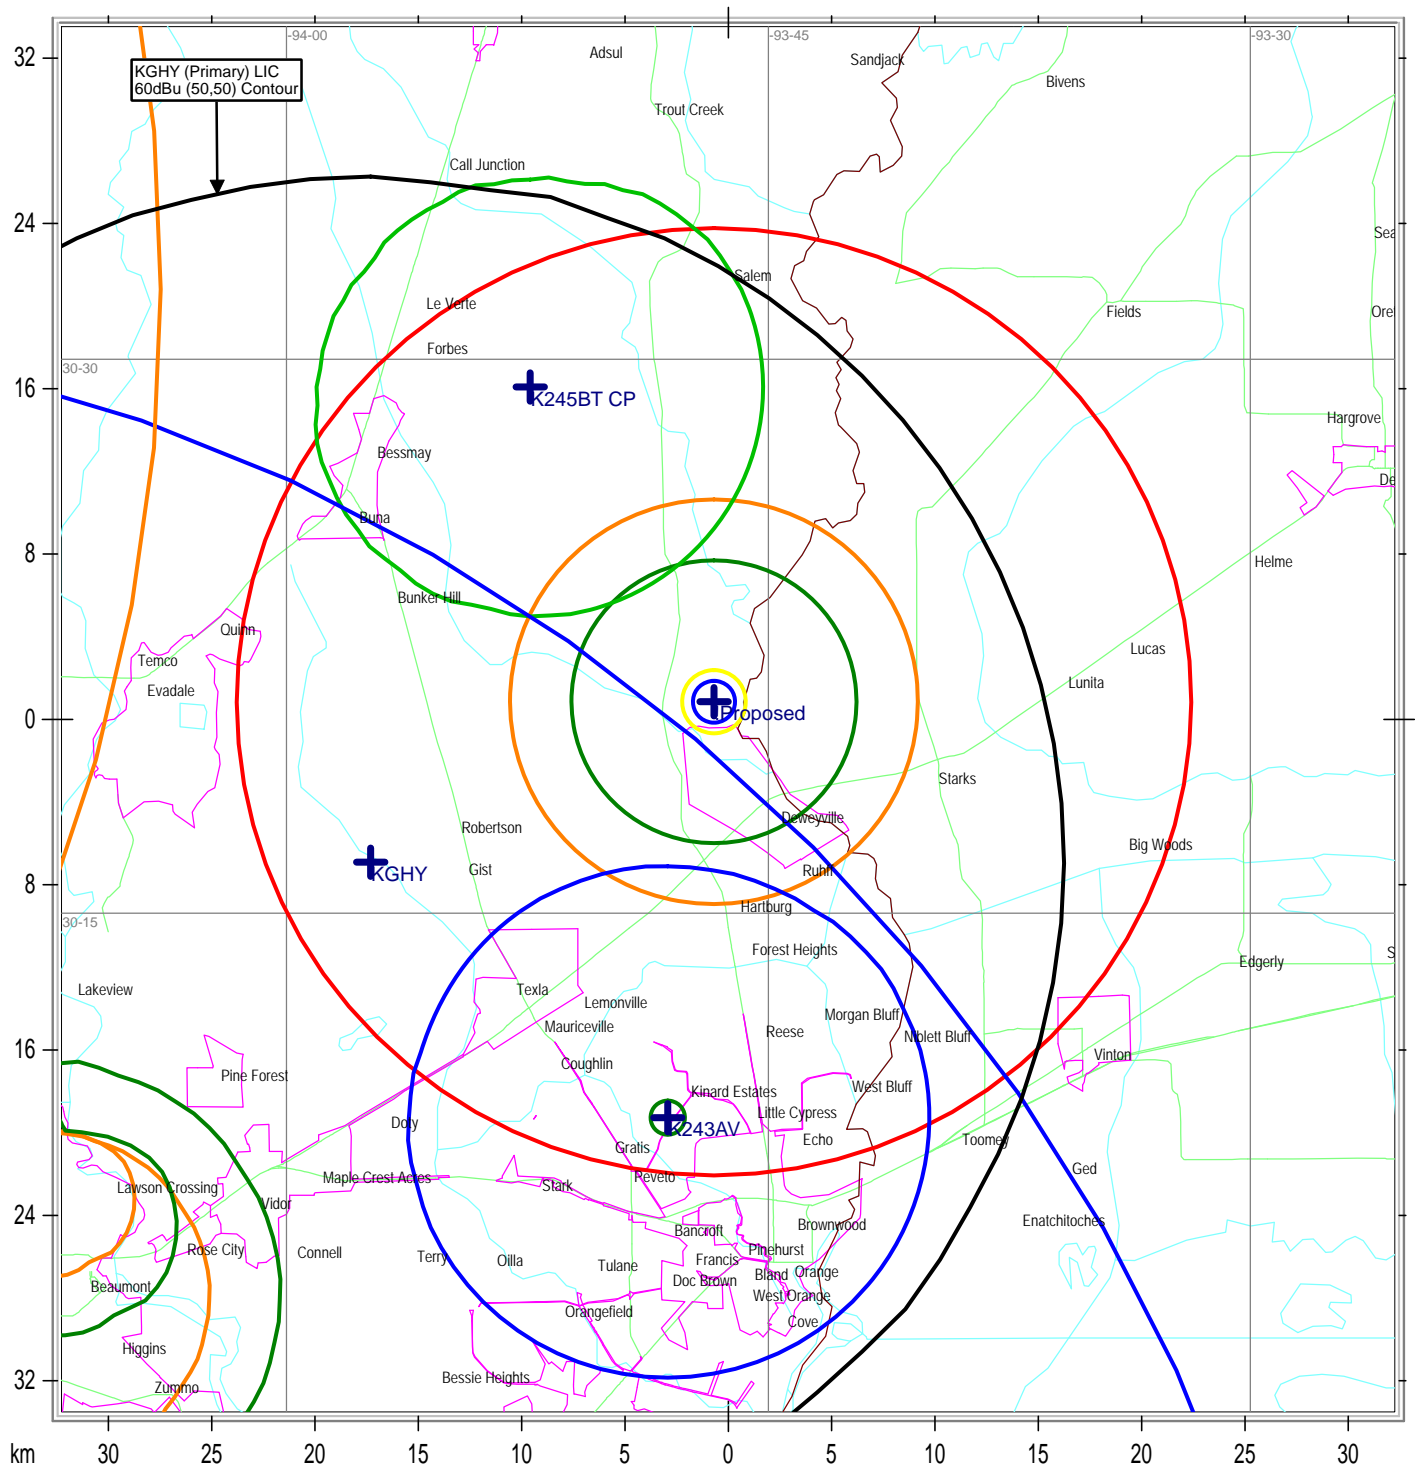 -94-00
-93-45
-93-30
KGHY (Primary) LIC
60dBu (50,50) Contour
Adsul
Sandjack
Bivens
Trout Creek
Call Junction
Salem
Le Verte
Fields
Forbes
30-30
K245BT CP
Hargrove
Bessmay
De
Buna
Helme
Bunker Hill
Quinn
Temco
Lucas
Evadale
Lunita
Proposed
Starks
Deweyville
Robertson
Big Woods
Gist
KGHY
Ruhn
Hartburg
30-15
Forest Heights
Edgerly
S
Lakeview
Texla
Lemonville
Morgan Bluff
Mauriceville
Reese
Niblett Bluff
Vinton
Coughlin
Pine Forest
West Bluff
Kinard Estates
Little Cypress
Doty
K243AV
Echo
Toomey
Gratis
Ged
Maple Crest Acres
Peveto
Lawson Crossing
Stark
Vidor
Enatchitoches
Brownwood
Bancroft
Rose City
Connell
Terry
Oilla
Pinehurst
Francis
Tulane
Bland
Orange
Doc Brown
Beaumont
West Orange
Orangefield
Cove
Higgins
Bessie Heights
Zummo
32
24
16
8
0
8
16
24
32
km
30
25
20
15
10
5
0
5
10
15
20
25
30